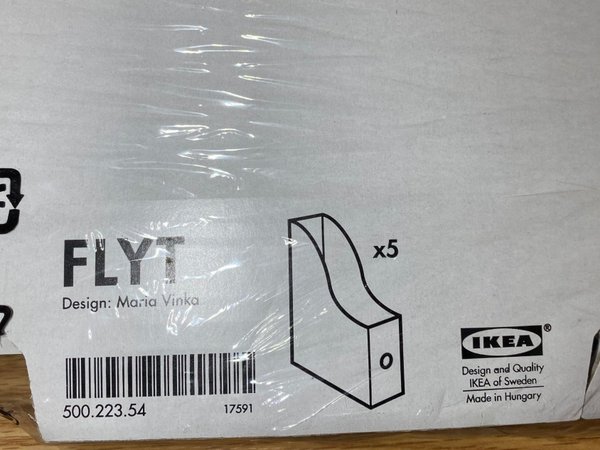 FLYT
Design: Maria Vinka
500.223.54
17591
x5
IKEA®
Design and Quality
IKEA of Sweden
Made in Hungary